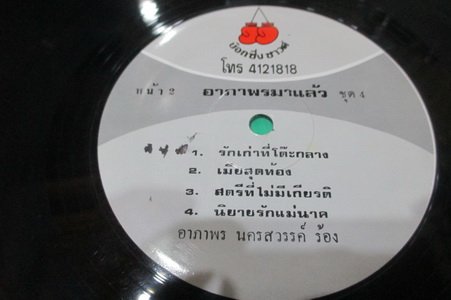 บ๊อกซิ่งซาวด์
โทร 4121818
หน้า 2 อาภาพรมาแล้ว ชุด 4
1. รักเก่าที่โต๊ะกลาง
2. เมียสุดท้อง
3. สตรีที่ไม่มีเกียรติ
4. นิยายรักแม่นาค
อาภาพร นครสวรรค์ ร้อง